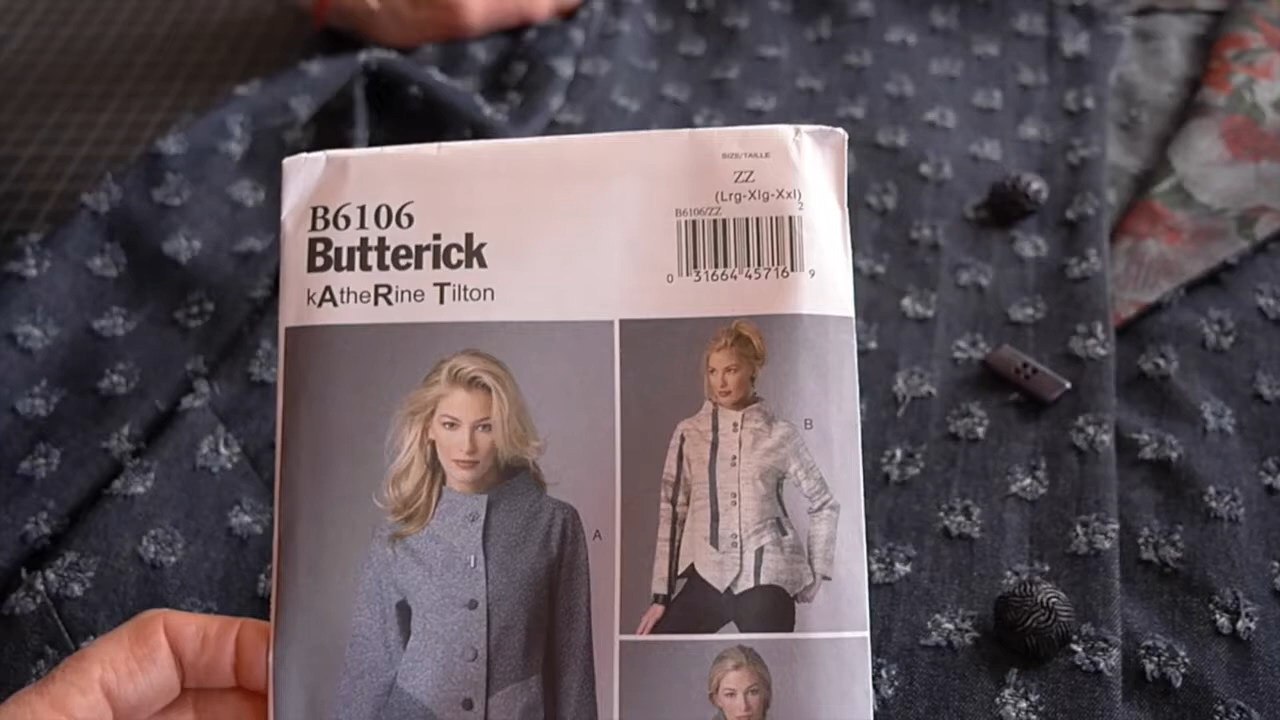 B6106
Butterick
kAtheRine Tilton
SIZE/TAILLE
ZZ
(Lrg-Xlg-Xxl)
B6106/ZZ
2
0 31664 45716 9
A
B